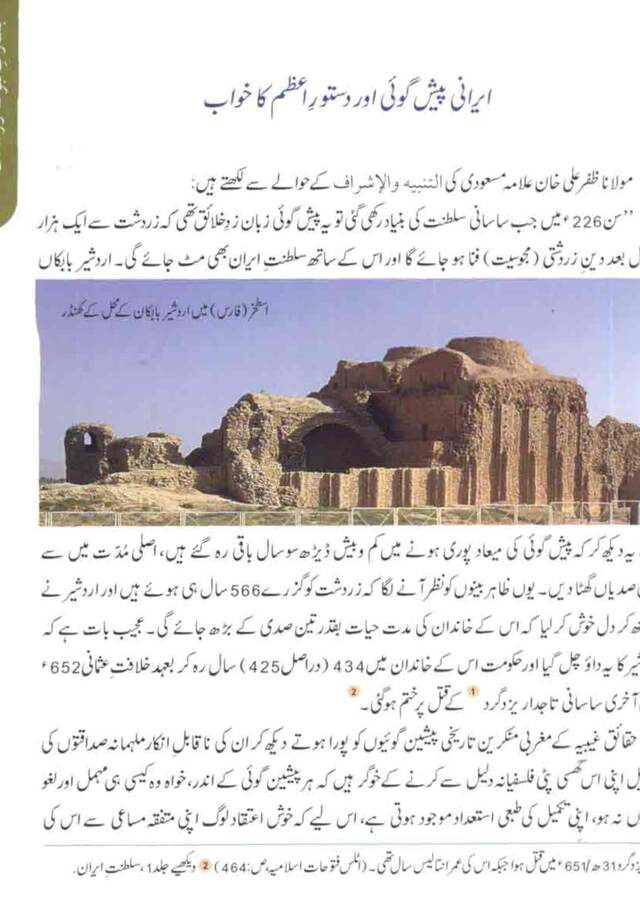 ایرانی پیش گوئی اور دستورِ اعظم کا خواب
مولانا ظفر علی خان علامہ مسعودی کی التنبيه والإشراف کے حوالے سے لکھتے ہیں:
”سن 226ء میں جب ساسانی سلطنت کی بنیاد رکھی گئی تو یہ پیش گوئی زبان زدِ خلائق تھی کہ زردشت سے ایک ہزار
بعد دینِ زردشتی (مجوسیت) فنا ہو جائے گا اور اس کے ساتھ سلطنتِ ایران بھی مٹ جائے گی۔ اردشیر بابکاں
اصطخر (فارس) میں اردشیر بابکان کے محل کے کھنڈر
یہ دیکھ کر کہ پیش گوئی کی میعاد پوری ہونے میں کم و بیش ڈیڑھ سو سال باقی رہ گئے ہیں، اصلی مُدّت میں سے
صدیاں گھٹا دیں۔ یوں ظاہر بینوں کو نظر آنے لگا کہ زردشت کو گزرے 566 سال ہی ہوئے ہیں اور اردشیر نے
کر دل خوش کر لیا کہ اس کے خاندان کی مدت حیات بقدر تین صدی کے بڑھ جائے گی۔ عجیب بات ہے کہ
کا یہ داؤ چل گیا اور حکومت اس کے خاندان میں 434 (دراصل 425) سال رہ کر بعہد خلافتِ عثمانی 652ء
آخری ساسانی تاجدار یزدگرد 1 کے قتل پر ختم ہو گئی۔“ 2
حقائق غیبیہ کے مغربی منکرین تاریخی پیشین گوئیوں کو پورا ہوتے دیکھ کر ان کی نا قابلِ انکار ملہمانہ صداقتوں کی
اپنی اس گھسی پٹی فلسفیانہ دلیل سے کرنے کے خوگر ہیں کہ ہر پیشین گوئی کے اندر، خواہ وہ کیسی ہی مہمل اور لغو
نہ ہو، اپنی تکمیل کی طبعی استعداد موجود ہوتی ہے، اس لیے کہ خوش اعتقاد لوگ اپنی متفقہ مساعی سے اس کی
31ھ/651ء میں قتل ہوا جبکہ اس کی عمر انتالیس سال تھی۔ (اٹلس فتوحات اسلامیہ، ص: 464) 2 دیکھیے جلد 1، سلطنتِ ایران۔